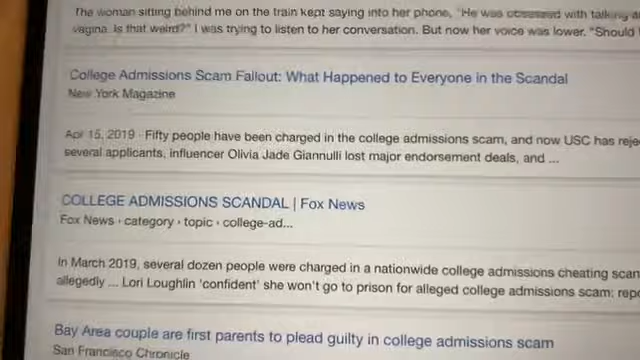 The woman sitting behind me on the train kept saying into her phone, "He was obsessed with talking
vagina. Is that weird?" I was trying to listen to her conversation. But now her voice was lower. "Should
College Admissions Scam Fallout: What Happened to Everyone in the Scandal
New York Magazine
Apr 15, 2019 · Fifty people have been charged in the college admissions scam, and now USC has reje
several applicants, influencer Olivia Jade Giannulli lost major endorsement deals, and ...
COLLEGE ADMISSIONS SCANDAL | Fox News
Fox News › category › topic › college-ad...
In March 2019, several dozen people were charged in a nationwide college admissions cheating scan
allegedly ... Lori Loughlin 'confident' she won't go to prison for alleged college admissions scam: repo
Bay Area couple are first parents to plead guilty in college admissions scam
San Francisco Chronicle